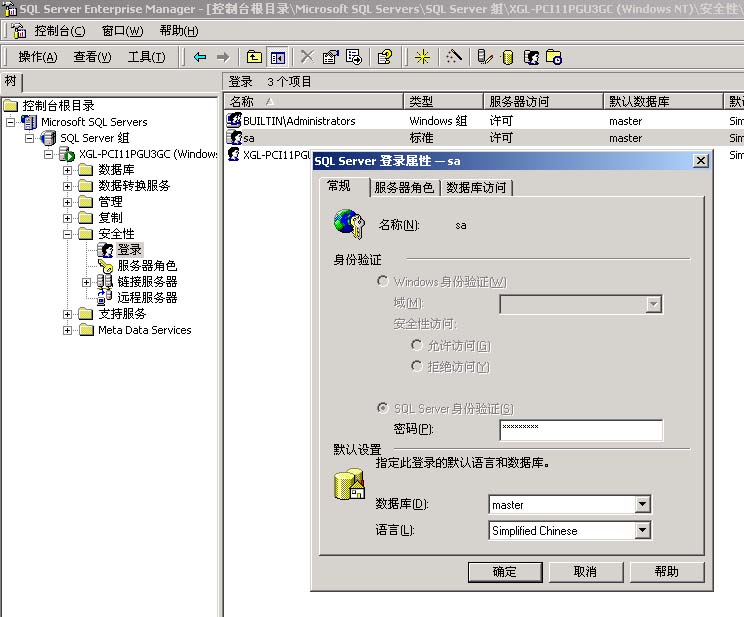 SQL Server Enterprise Manager - [控制台根目录\Microsoft SQL Servers\SQL Server 组\XGL-PCI11PGU3GC (Windows NT)\安全性\
控制台(C) 窗口(W) 帮助(H)
操作(A) 查看(V) 工具(T)
树
登录 3 个项目
名称 类型 服务器访问 默认数据库 默
BUILTIN\Administrators Windows 组 许可 master Sim
sa 标准 许可 master Sim
XGL-PCI11PGU Sim
控制台根目录
Microsoft SQL Servers
SQL Server 组
XGL-PCI11PGU3GC (Window
数据库
数据转换服务
管理
复制
安全性
登录
服务器角色
链接服务器
远程服务器
支持服务
Meta Data Services
SQL Server 登录属性 — sa
常规 服务器角色 数据库访问
名称(N): sa
身份验证
Windows 身份验证(W)
域(M):
安全性访问:
允许访问(G)
拒绝访问(Y)
SQL Server 身份验证(S)
密码(P): *********
默认设置
指定此登录的默认语言和数据库。
数据库(D): master
语言(L): Simplified Chinese
确定 取消 帮助